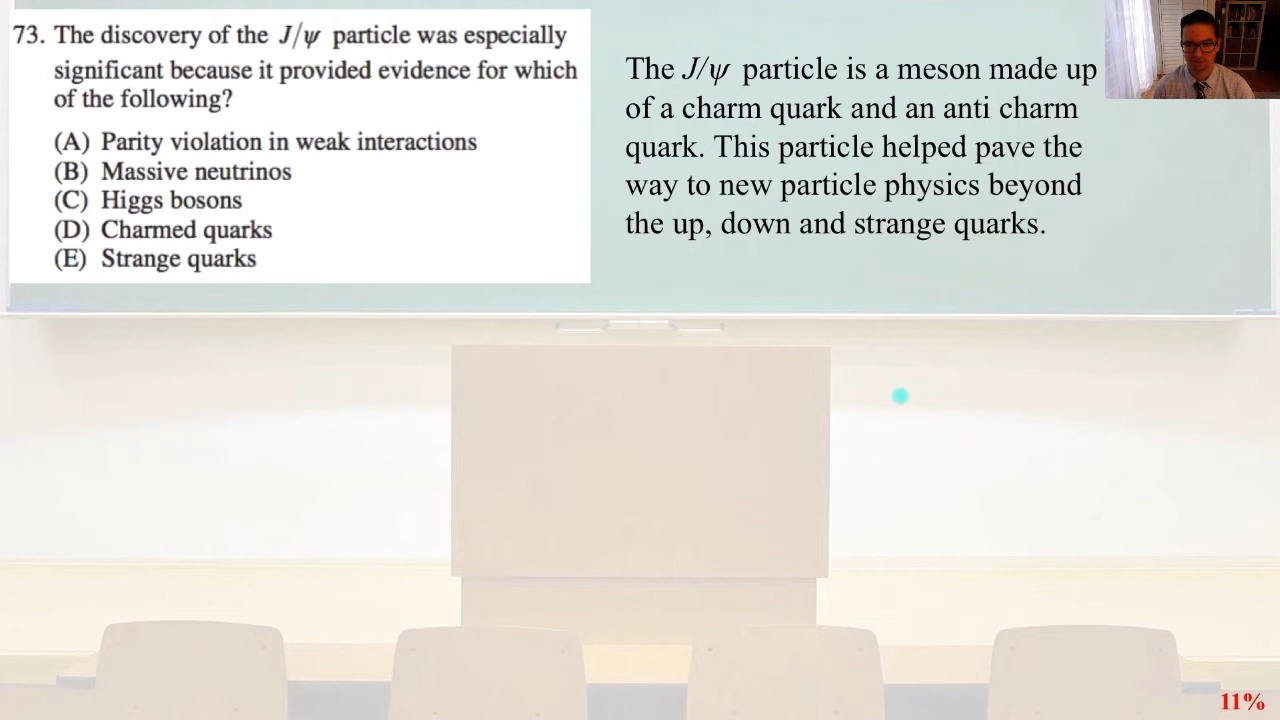 73. The discovery of the J/ψ particle was especially
significant because it provided evidence for which
of the following?
(A) Parity violation in weak interactions
(B) Massive neutrinos
(C) Higgs bosons
(D) Charmed quarks
(E) Strange quarks
The J/ψ particle is a meson made up
of a charm quark and an anti charm
quark. This particle helped pave the
way to new particle physics beyond
the up, down and strange quarks.
11%